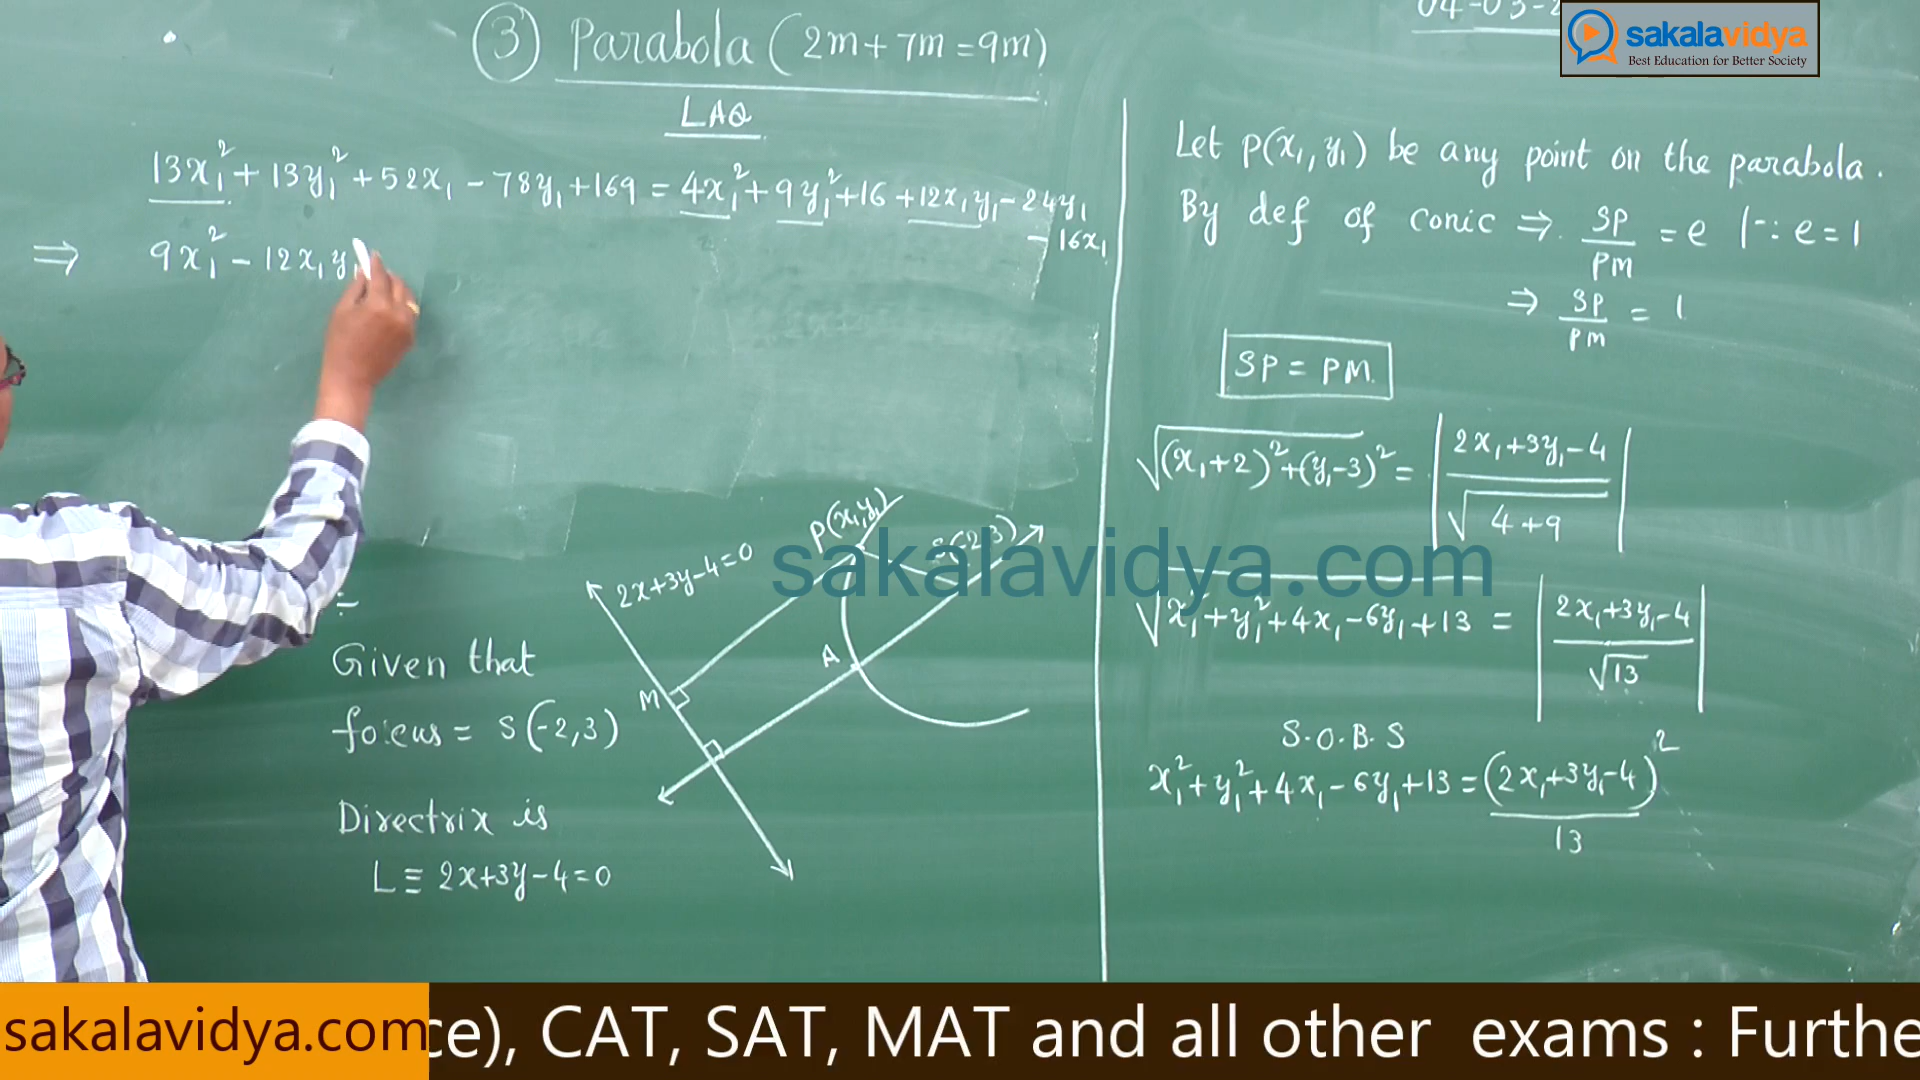 ③ Parabola (2m + 7m = 9m)
LAQ
13x₁² + 13y₁² + 52x₁ - 78y₁ + 169 = 4x₁² + 9y₁² + 16 + 12x₁y₁ - 24y₁
- 16x₁
⇒ 9x₁² - 12x₁y₁
2x+3y-4=0
P(x₁,y₁)
M
A
Given that
focus = S(-2,3)
Directrix is
L ≡ 2x+3y-4=0
Let P(x₁, y₁) be any point on the parabola.
By def of conic ⇒ SP/PM = e |∵ e = 1
⇒ SP/PM = 1
SP = PM
√(x₁+2)²+(y₁-3)² = |2x₁+3y₁-4/√4+9|
√x₁²+y₁²+4x₁-6y₁+13 = |2x₁+3y₁-4/√13|
S.O.B.S
x₁²+y₁²+4x₁-6y₁+13 = (2x₁+3y₁-4)²/13
sakalavidya
Best Education for Better Society
sakalavidya.com
sakalavidya.com
ce), CAT, SAT, MAT and all other exams : Furthe